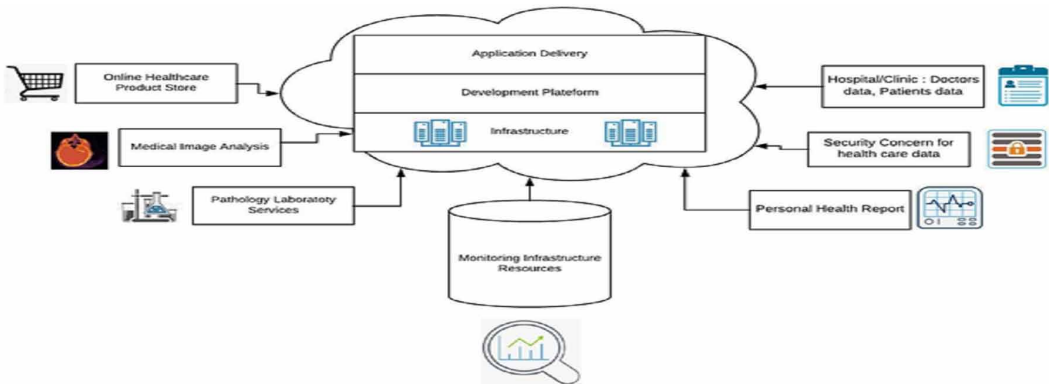 Application Delivery
Development Plateform
Infrastructure
Online Healthcare
Product Store
Medical Image Analysis
Pathology Laboratoty
Services
Monitoring Infrastructure
Resources
Hospital/Clinic : Doctors
data, Patients data
Security Concern for
health care data
Personal Health Report